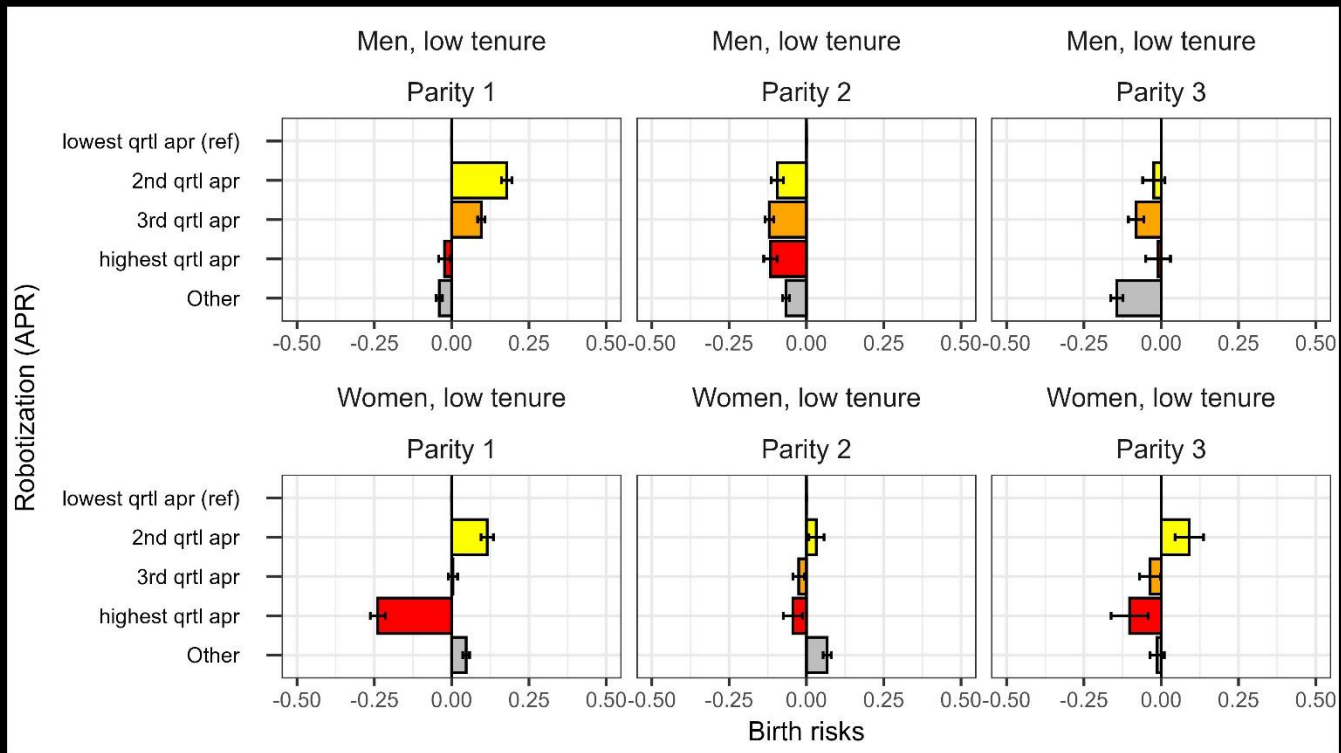 Men, low tenure
Men, low tenure
Men, low tenure
Parity 1
Parity 2
Parity 3
Robotization (APR)
lowest qrtl apr (ref)
2nd qrtl apr
3rd qrtl apr
highest qrtl apr
Other
-0.50 -0.25 0.00 0.25 0.50
-0.50 -0.25 0.00 0.25 0.50
-0.50 -0.25 0.00 0.25 0.50
Women, low tenure
Women, low tenure
Women, low tenure
Parity 1
Parity 2
Parity 3
lowest qrtl apr (ref)
2nd qrtl apr
3rd qrtl apr
highest qrtl apr
Other
-0.50 -0.25 0.00 0.25 0.50
-0.50 -0.25 0.00 0.25 0.50
-0.50 -0.25 0.00 0.25 0.50
Birth risks